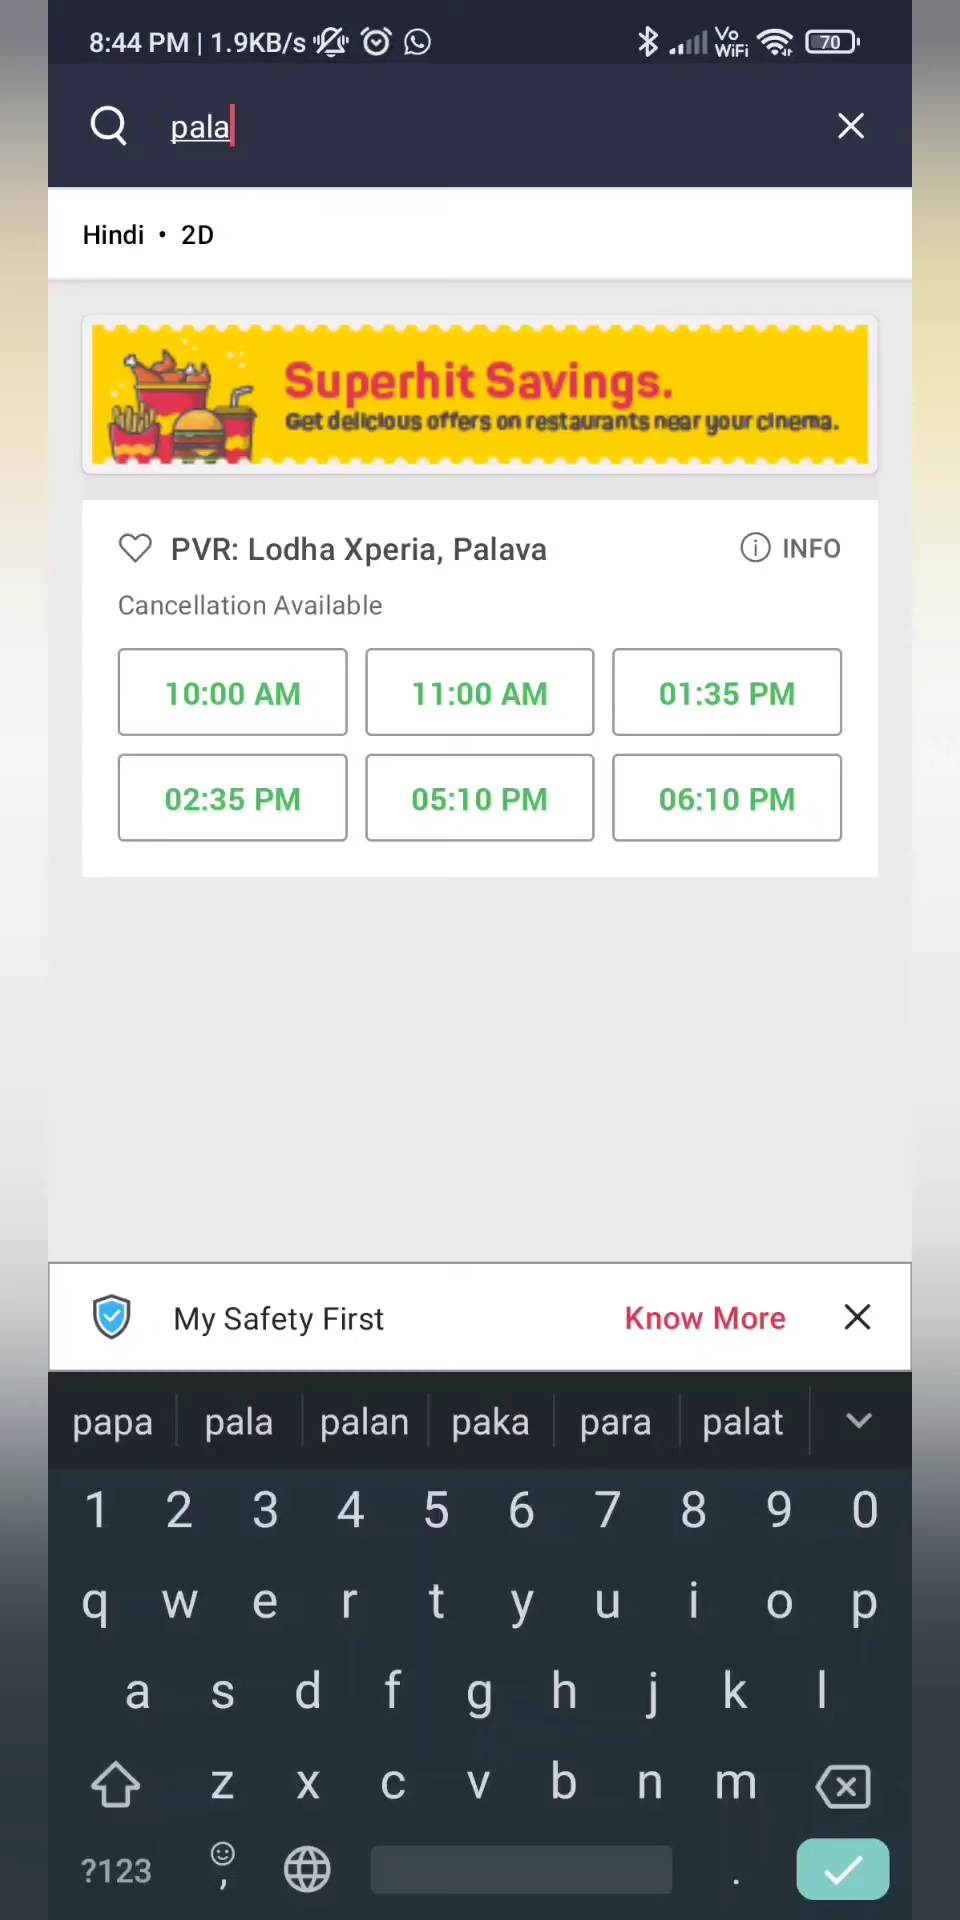 8:44 PM | 1.9KB/s Vo WiFi 70
pala
Hindi • 2D
Superhit Savings.
Get delicious offers on restaurants near your cinema.
PVR: Lodha Xperia, Palava INFO
Cancellation Available
10:00 AM 11:00 AM 01:35 PM
02:35 PM 05:10 PM 06:10 PM
My Safety First Know More
papa pala palan paka para palat
1 2 3 4 5 6 7 8 9 0
q w e r t y u i o p
a s d f g h j k l
z x c v b n m
?123 , .